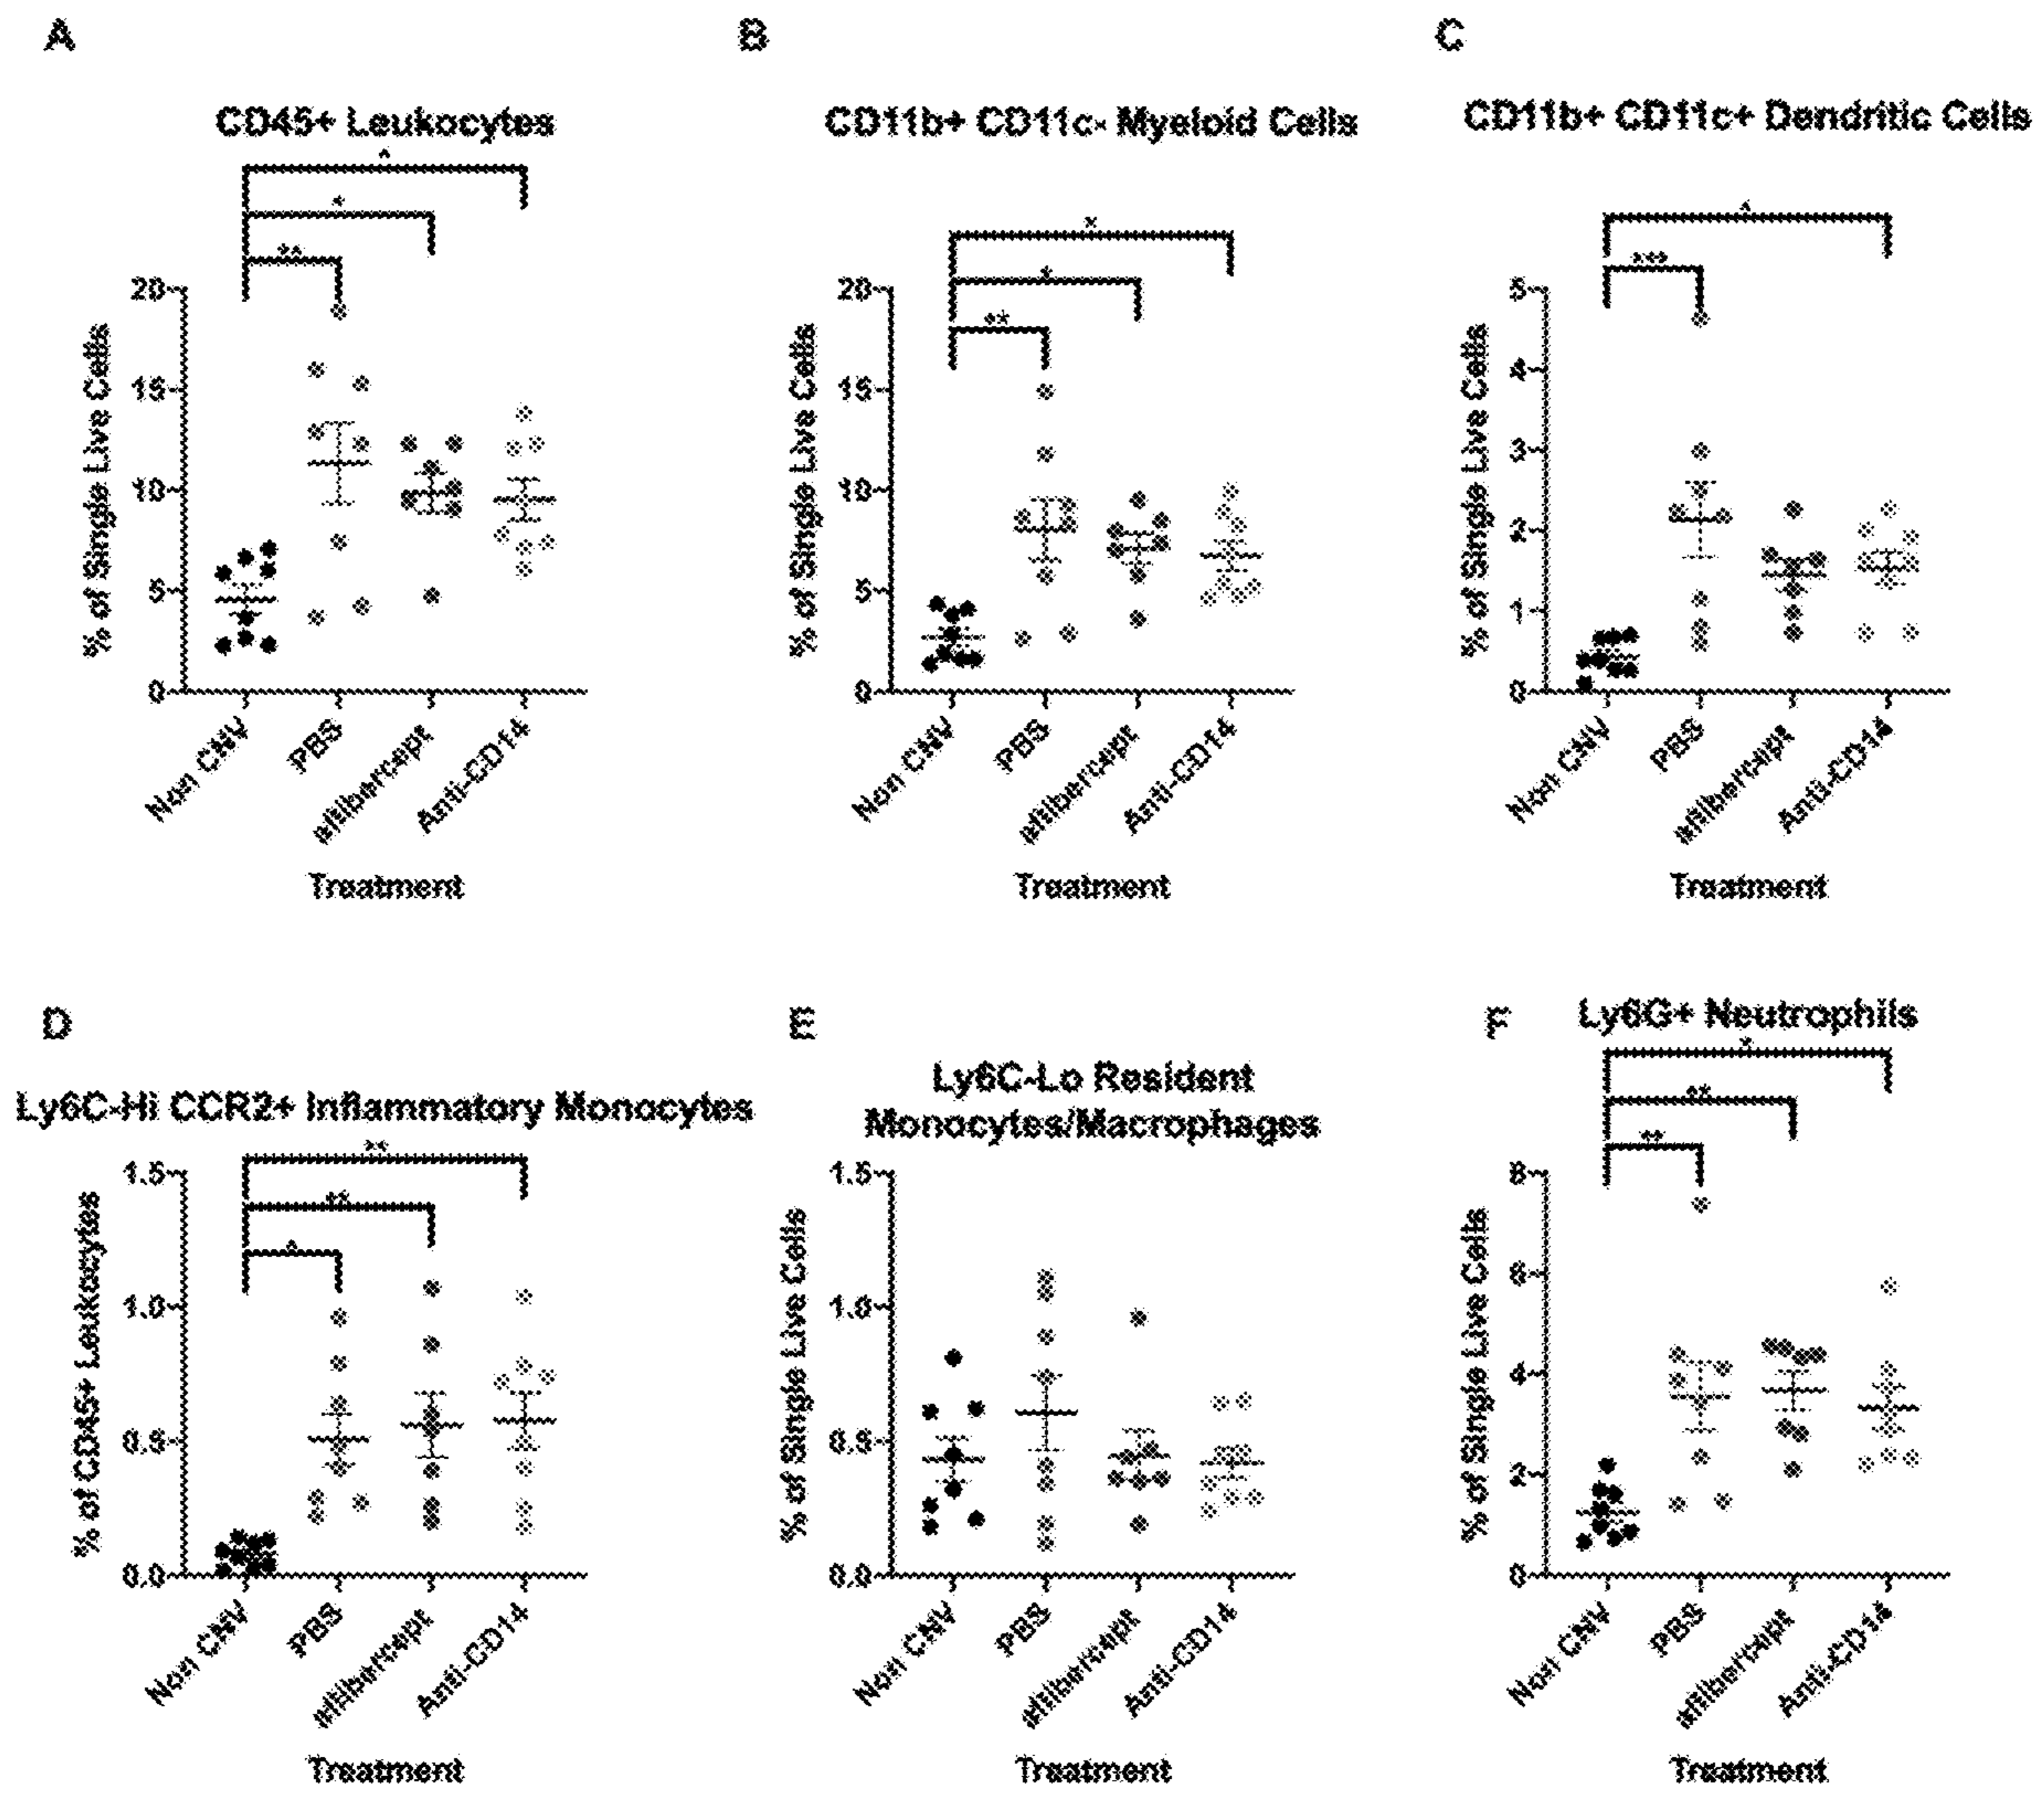 A
B
C
CD45+ Leukocytes
CD11b+ CD11c- Myeloid Cells
CD11b+ CD11c+ Dendritic Cells
*
*
**
20
15
10
5
0
% of Single Live Cells
Non CNV
PBS
aflibercept
Anti-CD14
Treatment
*
*
**
20
15
10
5
0
% of Single Live Cells
Non CNV
PBS
aflibercept
Anti-CD14
Treatment
*
***
5
4
3
2
1
0
% of Single Live Cells
Non CNV
PBS
aflibercept
Anti-CD14
Treatment
D
E
F
Ly6C-Hi CCR2+ Inflammatory Monocytes
Ly6C-Lo Resident
Monocytes/Macrophages
Ly6G+ Neutrophils
**
**
*
1.5
1.0
0.5
0.0
% of CD45+ Leukocytes
Non CNV
PBS
aflibercept
Anti-CD14
Treatment
1.5
1.0
0.5
0.0
% of Single Live Cells
Non CNV
PBS
aflibercept
Anti-CD14
Treatment
*
**
**
8
6
4
2
0
% of Single Live Cells
Non CNV
PBS
aflibercept
Anti-CD14
Treatment